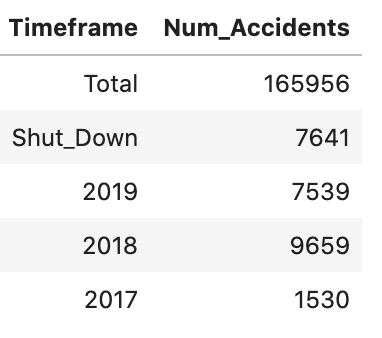 Timeframe Num_Accidents
Total 165956
Shut_Down 7641
2019 7539
2018 9659
2017 1530